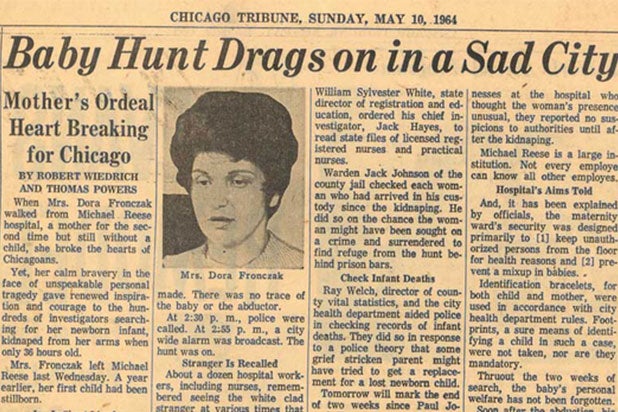 CHICAGO TRIBUNE, SUNDAY, MAY 10, 1964
Baby Hunt Drags on in a Sad City
Mother's Ordeal
Heart Breaking
for Chicago
BY ROBERT WIEDRICH
AND THOMAS POWERS
When Mrs. Dora Fronczak
walked from Michael Reese
hospital, a mother for the sec-
ond time but still without a
child, she broke the hearts of
Chicagoans.
Yet, her calm bravery in the
face of unspeakable personal
tragedy gave renewed inspira-
tion and courage to the hun-
dreds of investigators search-
ing for her newborn infant,
kidnaped from her arms when
only 36 hours old.
Mrs. Fronczak left Michael
Reese last Wednesday. A year
earlier, her first child had been
stillborn.
Mrs. Dora Fronczak
made. There was no trace of
the baby or the abductor.
At 2:30 p. m., police were
called. At 2:55 p. m., a city
wide alarm was broadcast. The
hunt was on.
Stranger Is Recalled
About a dozen hospital work-
ers, including nurses, remem-
bered seeing the white clad
stranger at various times that
William Sylvester White, state
director of registration and ed-
ucation, ordered his chief in-
vestigator, Jack Hayes, to
read state files of licensed reg-
istered nurses and practical
nurses.
Warden Jack Johnson of the
county jail checked each wom-
an who had arrived in his cus-
tody since the kidnaping. He
did so on the chance the wom-
an might have been sought on
a crime and surrendered to
find refuge from the hunt be-
hind prison bars.
Check Infant Deaths
Ray Welch, director of coun-
ty vital statistics, and the city
health department aided police
in checking records of infant
deaths. They did so in response
to a police theory that some
grief stricken parent might
have tried to get a replace-
ment for a lost newborn child.
Tomorrow will mark the end
of two weeks since Paul Jo-
nesses at the hospital who
thought the woman's presence
unusual, they reported no sus-
picions to authorities until af-
ter the kidnaping.
Michael Reese is a large in-
stitution. Not every employe
can know all other employes.
Hospital's Aims Told
And, it has been explained
by officials, the maternity
ward's security was designed
primarily to [1] keep unauth-
orized persons from the floor
for health reasons and [2] pre-
vent a mixup in babies.
Identification bracelets, for
both child and mother, were
used in accordance with city
health department rules. Foot-
prints, a sure means of identi-
fying a child in such a case,
were not taken, nor are they
mandatory.
Thruout the two weeks of
search, the baby's personal
welfare has not been forgotten.
Soon after the abduction, his